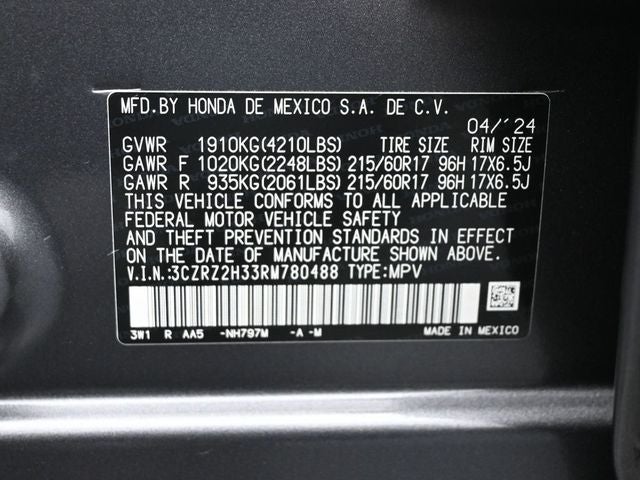 MFD.BY HONDA DE MEXICO S.A. DE C.V.
04/'24
GVWR 1910KG(4210LBS) TIRE SIZE RIM SIZE
GAWR F 1020KG(2248LBS) 215/60R17 96H 17X6.5J
GAWR R 935KG(2061LBS) 215/60R17 96H 17X6.5J
THIS VEHICLE CONFORMS TO ALL APPLICABLE
FEDERAL MOTOR VEHICLE SAFETY
AND THEFT PREVENTION STANDARDS IN EFFECT
ON THE DATE OF MANUFACTURE SHOWN ABOVE.
V.I.N.:3CZRZ2H33RM780488 TYPE:MPV
3W1 R AA5 -NH797M -A -M MADE IN MEXICO